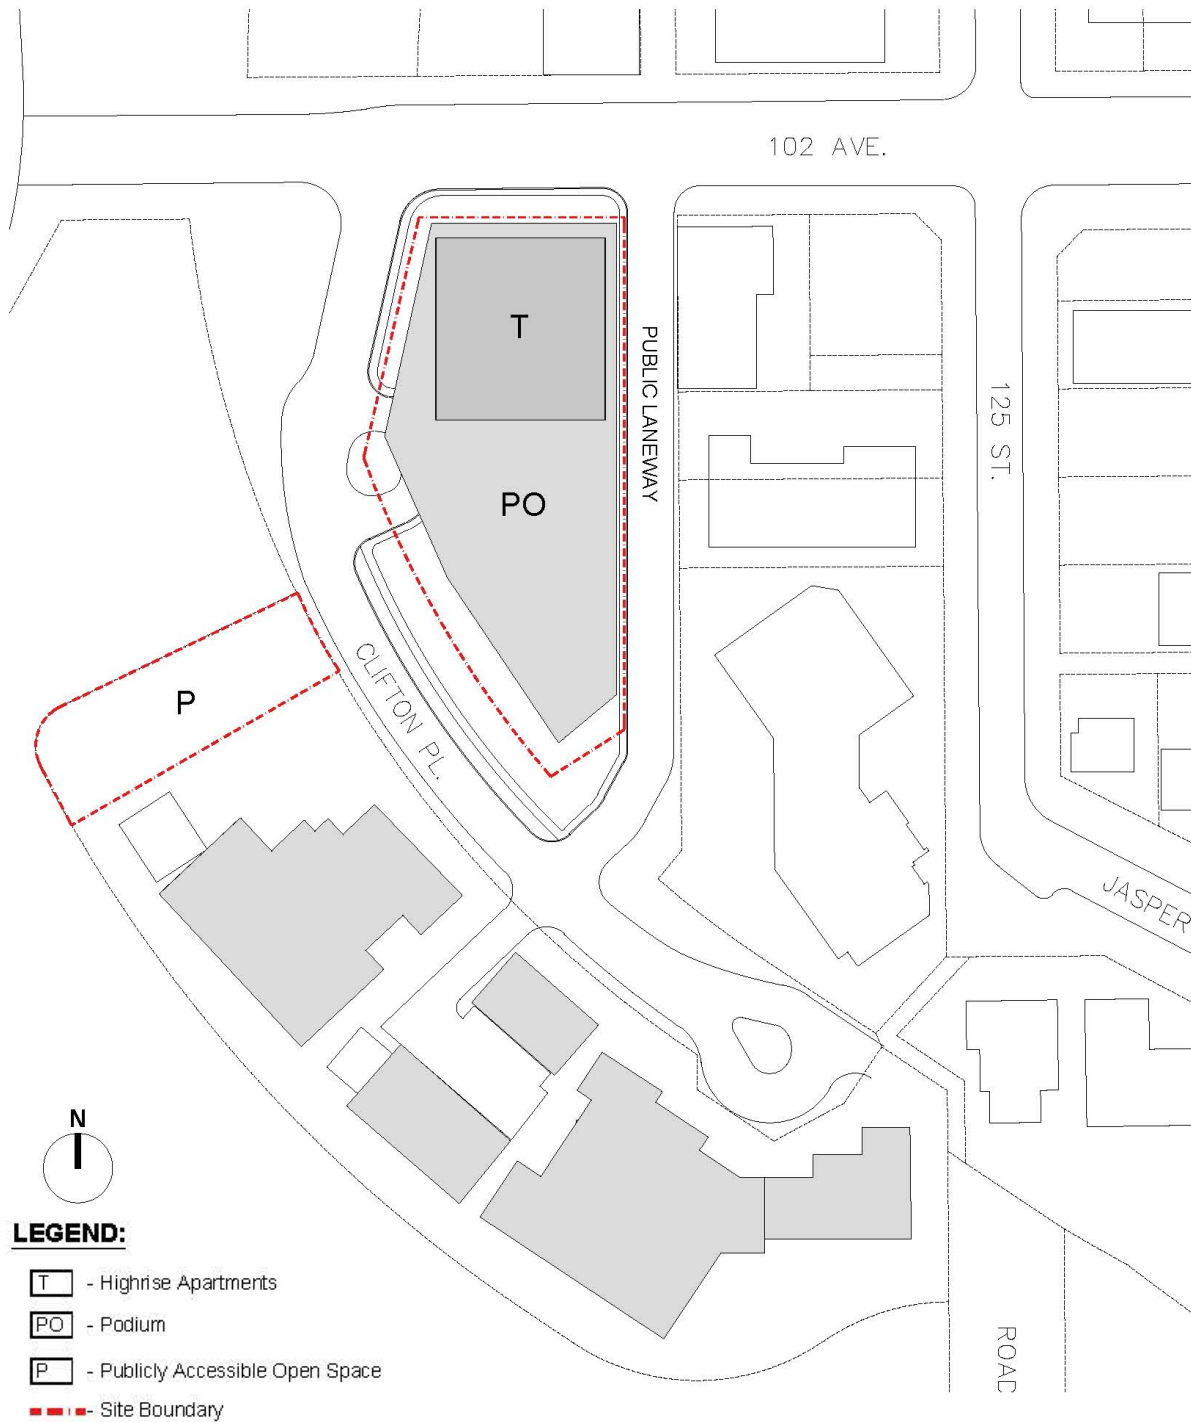 102 AVE.
T
PUBLIC LANEWAY
125 ST.
PO
CLIFTON PL.
P
JASPER
N
ROAD
LEGEND:
T - Highrise Apartments
PO - Podium
P - Publicly Accessible Open Space
- Site Boundary